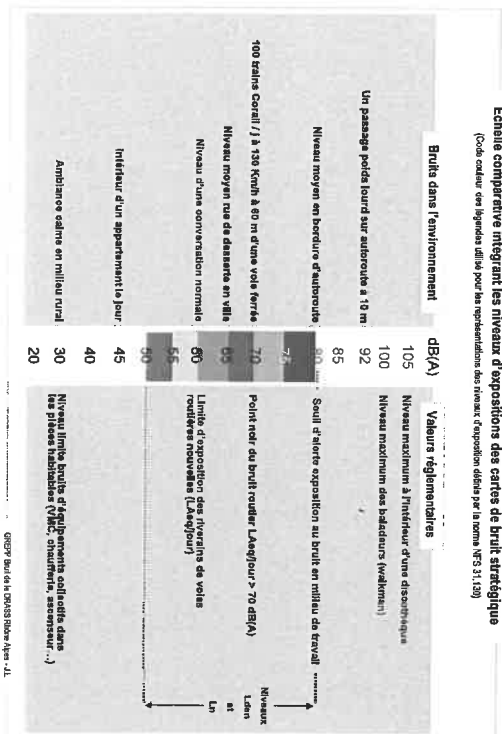 Echelle comparative intégrant les niveaux d'expositions des cartes de bruit stratégique
(Code couleur des légendes utilisé pour les représentations des niveaux d'exposition définis par la norme NFS 31.130)
Bruits dans l'environnement
dB(A)
Valeurs réglementaires
105
Niveau maximum à l'intérieur d'une discothèque
100
Niveau maximum des baladeurs (walkman)
Un passage poids lourd sur autoroute à 10 m
92
85
Niveau moyen en bordure d'autoroute
80
Seuil d'alerte exposition au bruit en milieu de travail
75
100 trains Corail / j à 130 Km/h à 60 m d'une voie ferrée
70
Point noir du bruit routier LAeq/jour > 70 dB(A)
Niveau moyen rue de desserte en ville
65
Niveau d'une conversation normale
60
Limite d'exposition des riverains de voies
routières nouvelles (LAeq/jour)
55
50
Niveaux
Lden
et
Ln
Intérieur d'un appartement le jour
45
Ambiance calme en milieu rural
30
Niveau limite bruits d'équipements collectifs dans
les pièces habitables (VMC, chaufferie, ascenseur ...)
20
GREPP Bruit de la DRASS Rhône Alpes - J.L